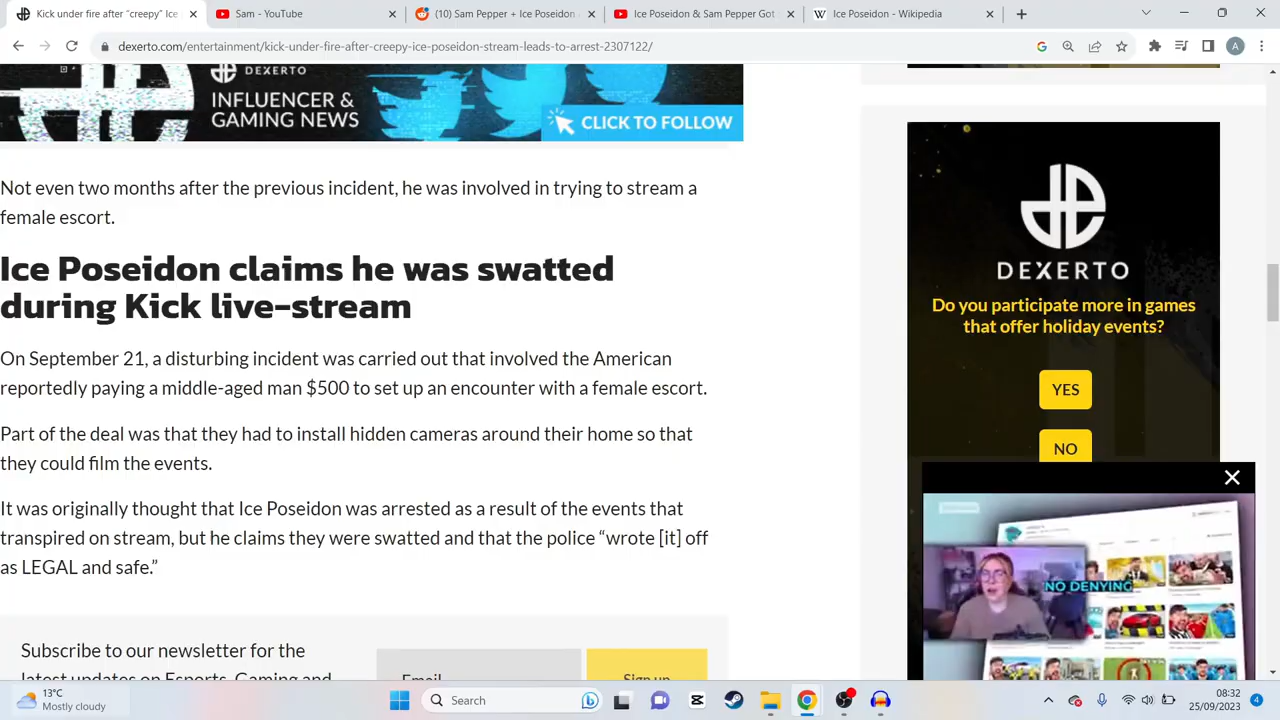 Kick under fire after "creepy" Ice
Sam - YouTube
(10) Sam Pepper + Ice Poseidon
Ice Poseidon & Sam Pepper Got
Ice Poseidon - Wikipedia
dexerto.com/entertainment/kick-under-fire-after-creepy-ice-poseidon-stream-leads-to-arrest-2307122/
DEXERTO
INFLUENCER &
GAMING NEWS
CLICK TO FOLLOW
Not even two months after the previous incident, he was involved in trying to stream a
female escort.
Ice Poseidon claims he was swatted
during Kick live-stream
On September 21, a disturbing incident was carried out that involved the American
reportedly paying a middle-aged man $500 to set up an encounter with a female escort.
Part of the deal was that they had to install hidden cameras around their home so that
they could film the events.
It was originally thought that Ice Poseidon was arrested as a result of the events that
transpired on stream, but he claims they were swatted and that the police “wrote [it] off
as LEGAL and safe.”
Subscribe to our newsletter for the
latest updates on Esports, Gaming and
Email
Sign up
DEXERTO
Do you participate more in games
that offer holiday events?
YES
NO
NO DENYING
13°C
Mostly cloudy
Search
08:32
25/09/2023
4